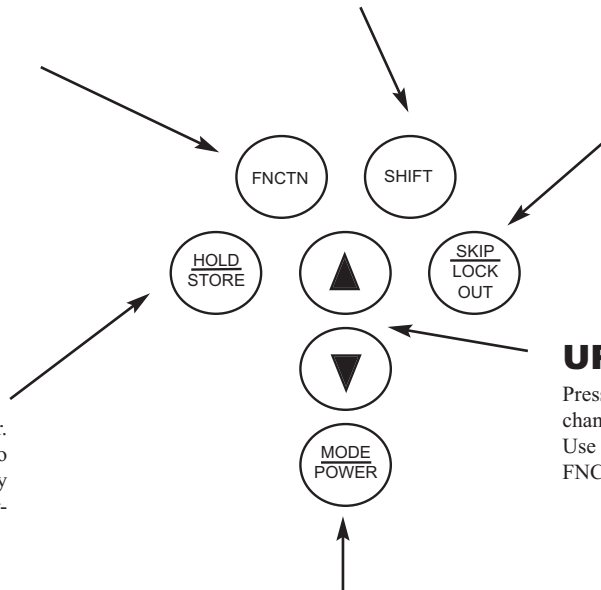 FNCTN
SHIFT
HOLD
STORE
SKIP
LOCK
OUT
MODE
POWER
UP
Press
chan
Use
FNC
r.
o
y
-